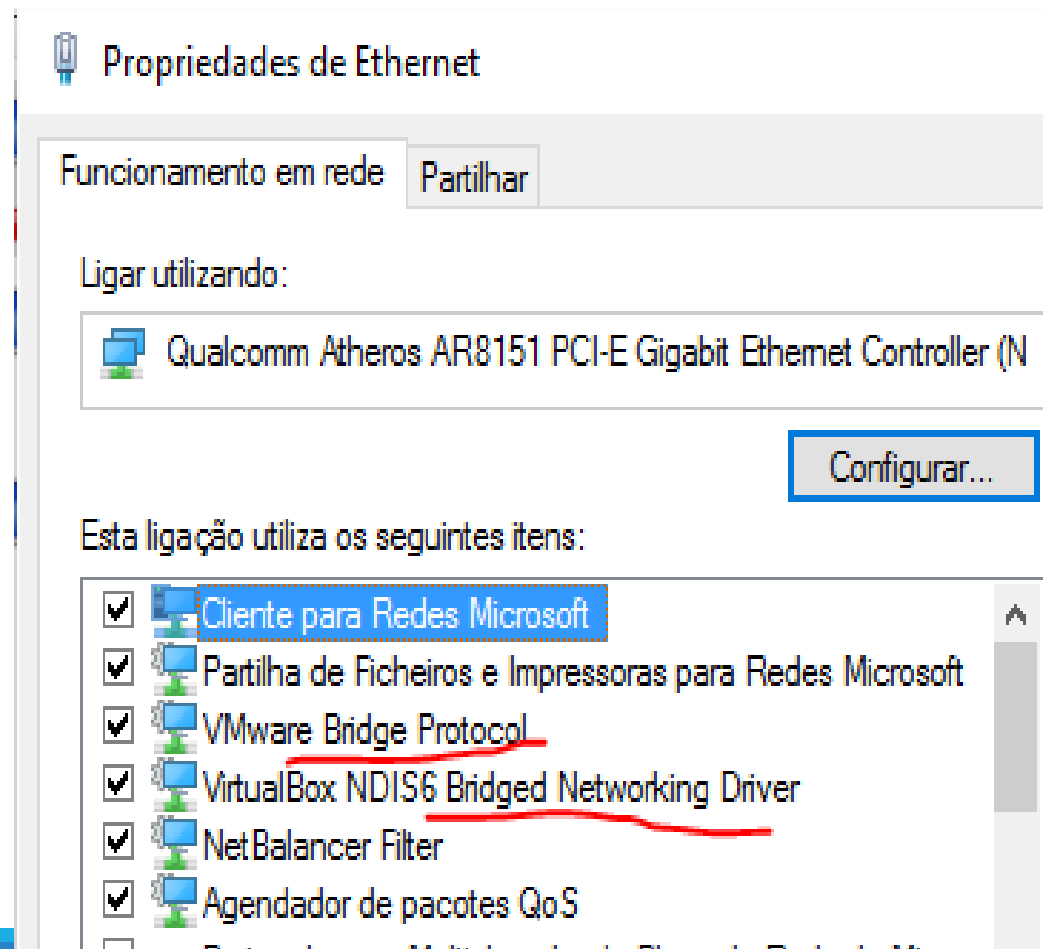 Propriedades de Ethernet
Funcionamento em rede
Partilhar
Ligar utilizando:
Qualcomm Atheros AR8151 PCI-E Gigabit Ethernet Controller (N
Configurar...
Esta ligação utiliza os seguintes itens:
Cliente para Redes Microsoft
Partilha de Ficheiros e Impressoras para Redes Microsoft
VMware Bridge Protocol
VirtualBox NDIS6 Bridged Networking Driver
NetBalancer Filter
Agendador de pacotes QoS